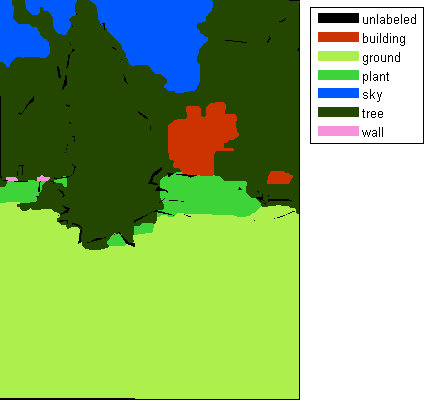 unlabeled
building
ground
plant
sky
tree
wall